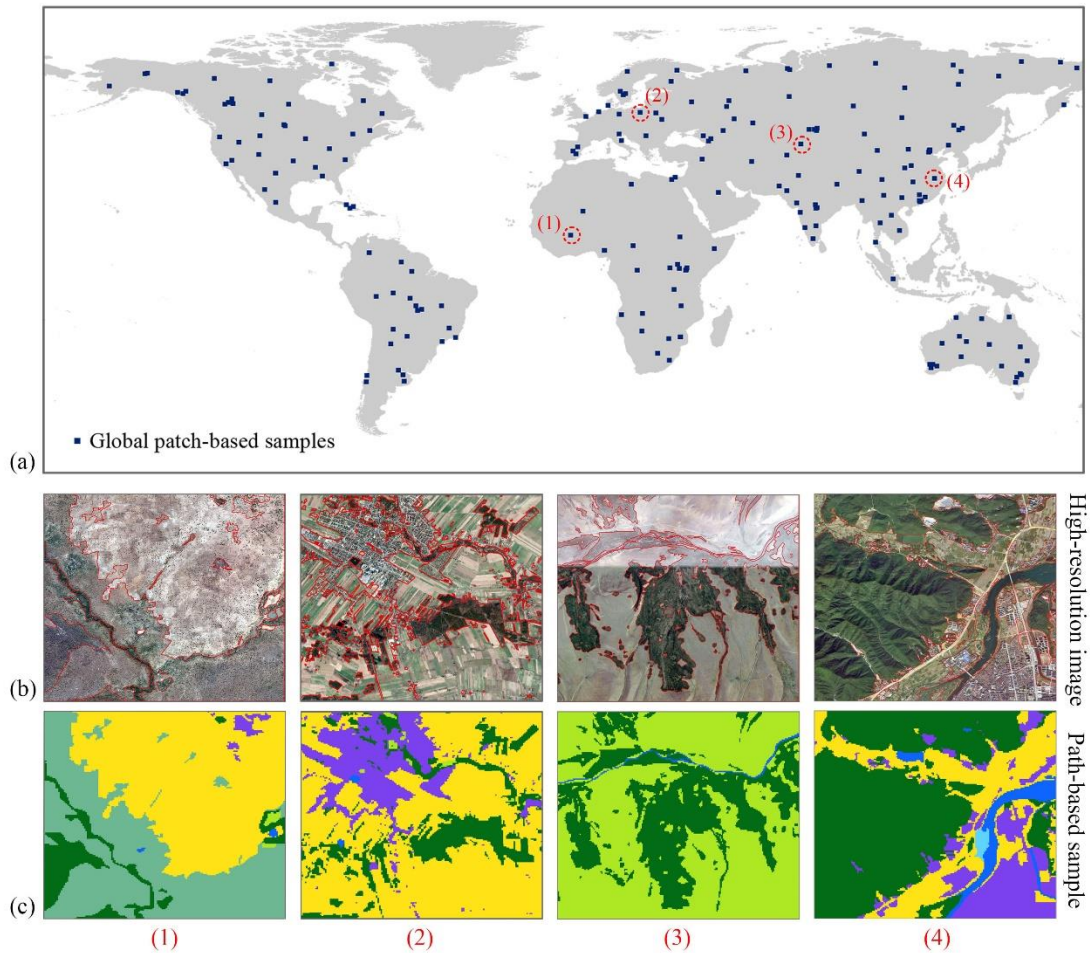 (2)
(3)
(4)
(1)
Global patch-based samples
(a)
High-resolution image
(b)
Path-based sample
(c)
(1)
(2)
(3)
(4)